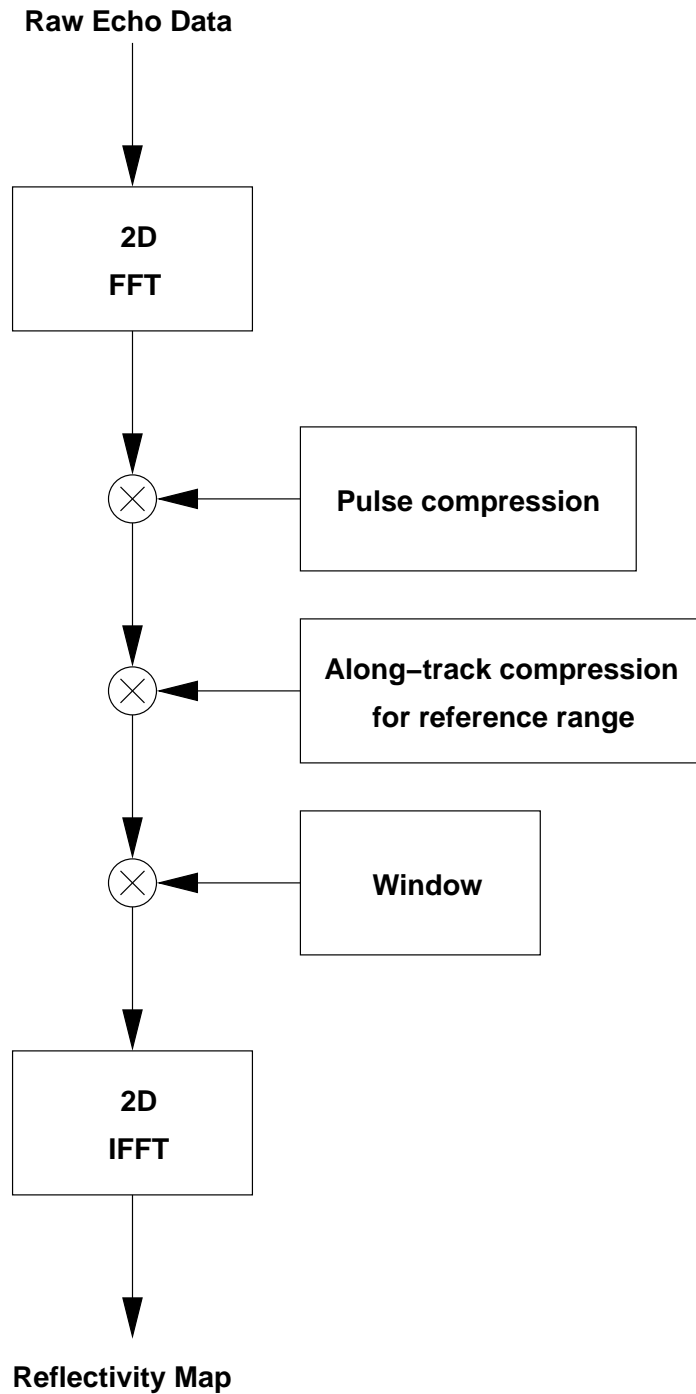 Raw Echo Data
2D
FFT
Pulse compression
Along−track compression
for reference range
Window
2D
IFFT
Reflectivity Map